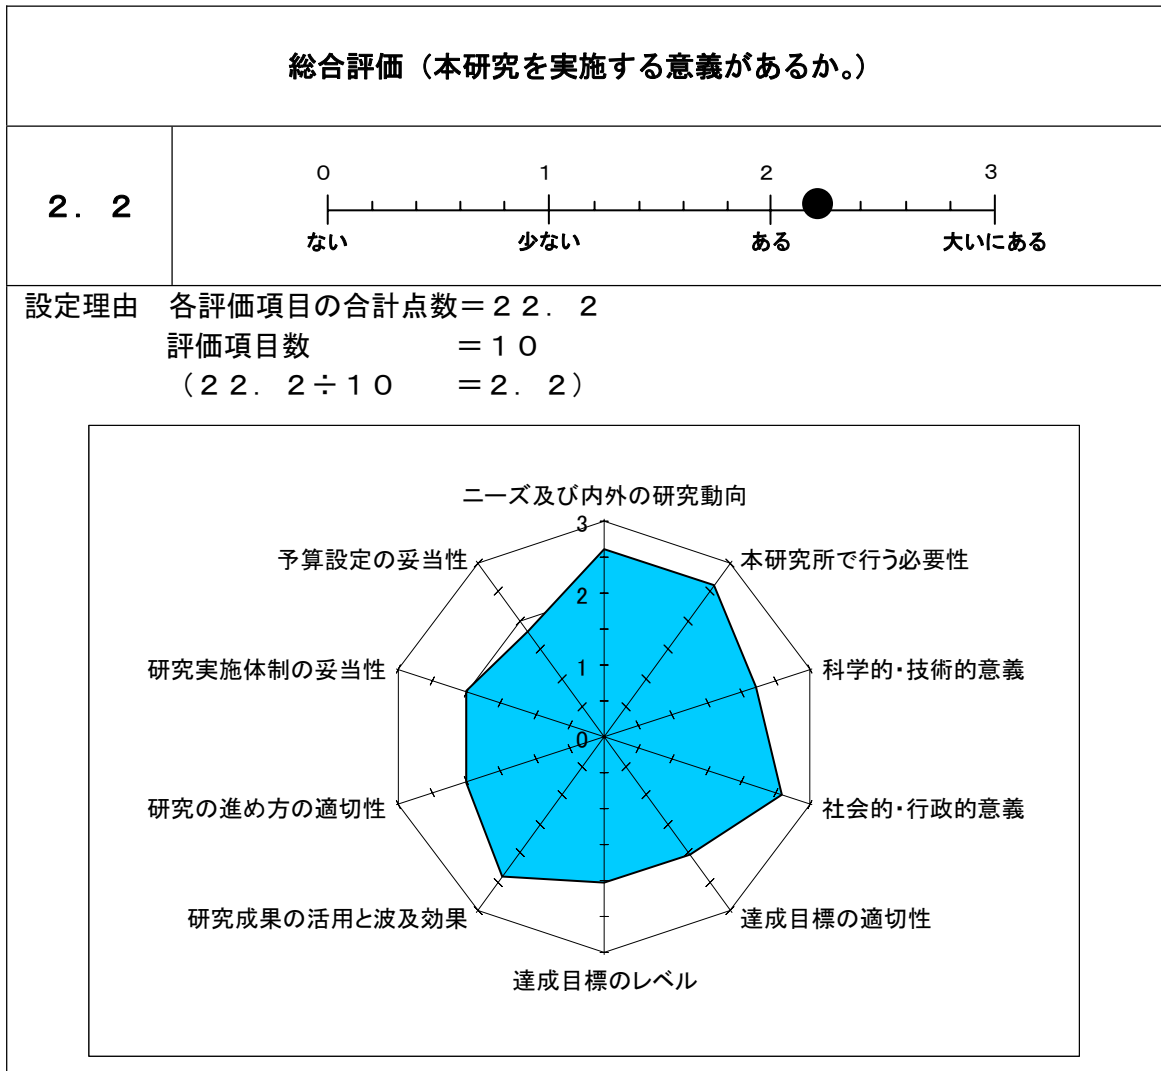 総合評価（本研究を実施する意義があるか。）
２．２
０ １ ２ ３
ない 少ない ある 大いにある
設定理由 各評価項目の合計点数＝２２．２
評価項目数 ＝１０
（２２．２÷１０ ＝２．２）
ニーズ及び内外の研究動向
3
予算設定の妥当性 本研究所で行う必要性
2
研究実施体制の妥当性 1 科学的・技術的意義
0
研究の進め方の適切性 社会的・行政的意義
研究成果の活用と波及効果 達成目標の適切性
達成目標のレベル